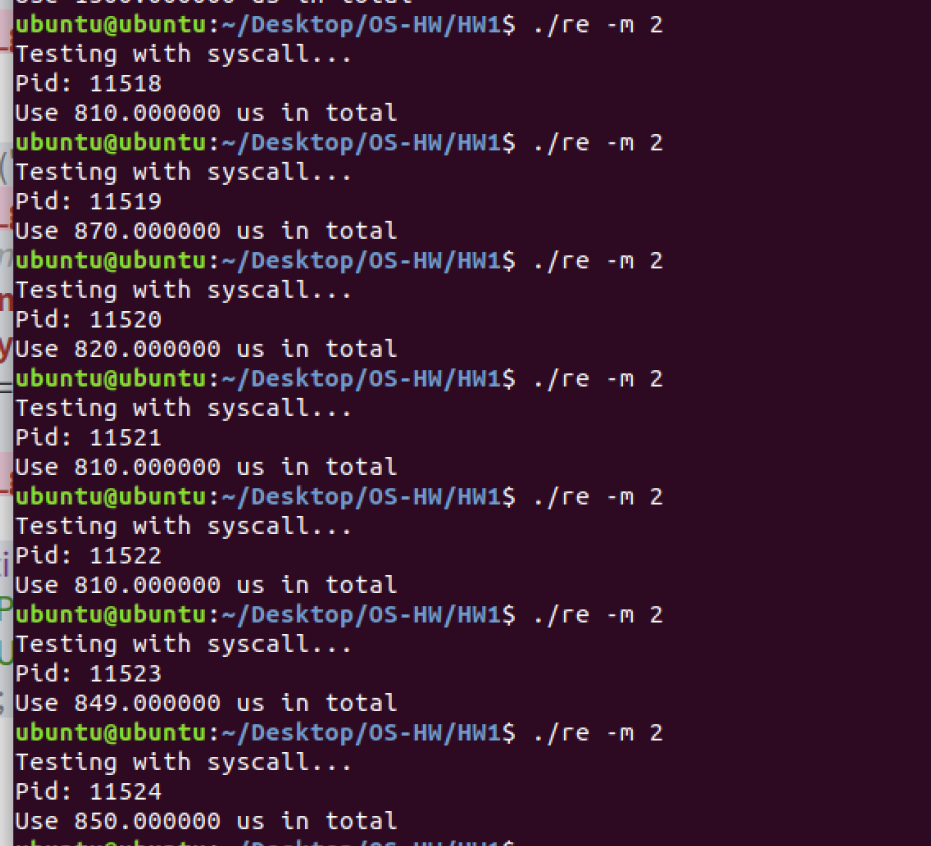 us in total
ubuntu@ubuntu:~/Desktop/OS-HW/HW1$ ./re -m 2
Testing with syscall...
Pid: 11518
Use 810.000000 us in total
ubuntu@ubuntu:~/Desktop/OS-HW/HW1$ ./re -m 2
Testing with syscall...
Pid: 11519
Use 870.000000 us in total
ubuntu@ubuntu:~/Desktop/OS-HW/HW1$ ./re -m 2
Testing with syscall...
Pid: 11520
Use 820.000000 us in total
ubuntu@ubuntu:~/Desktop/OS-HW/HW1$ ./re -m 2
Testing with syscall...
Pid: 11521
Use 810.000000 us in total
ubuntu@ubuntu:~/Desktop/OS-HW/HW1$ ./re -m 2
Testing with syscall...
Pid: 11522
Use 810.000000 us in total
ubuntu@ubuntu:~/Desktop/OS-HW/HW1$ ./re -m 2
Testing with syscall...
Pid: 11523
Use 849.000000 us in total
ubuntu@ubuntu:~/Desktop/OS-HW/HW1$ ./re -m 2
Testing with syscall...
Pid: 11524
Use 850.000000 us in total
ubuntu@ubuntu:~/Desktop/OS-HW/HW1$